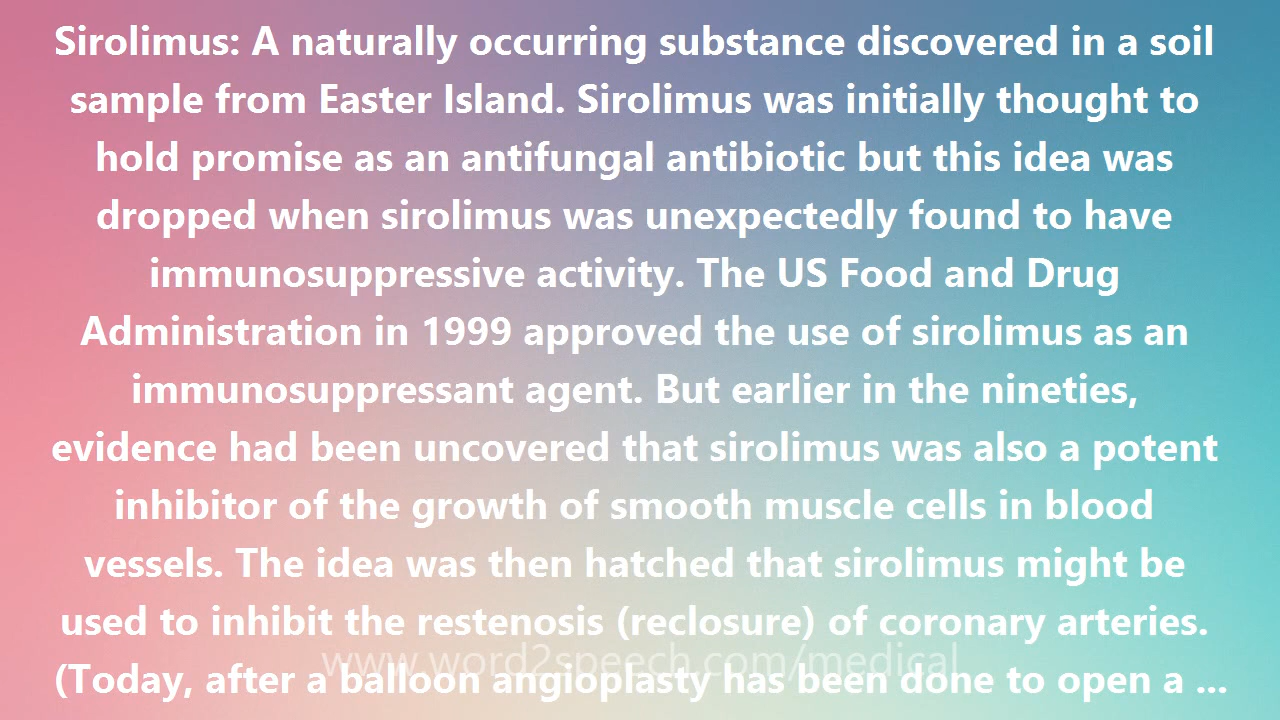 Sirolimus: A naturally occurring substance discovered in a soil
sample from Easter Island. Sirolimus was initially thought to
hold promise as an antifungal antibiotic but this idea was
dropped when sirolimus was unexpectedly found to have
immunosuppressive activity. The US Food and Drug
Administration in 1999 approved the use of sirolimus as an
immunosuppressant agent. But earlier in the nineties,
evidence had been uncovered that sirolimus was also a potent
inhibitor of the growth of smooth muscle cells in blood
vessels. The idea was then hatched that sirolimus might be
used to inhibit the restenosis (reclosure) of coronary arteries.
www.word2speech.com/medical
(Today, after a balloon angioplasty has been done to open a ...